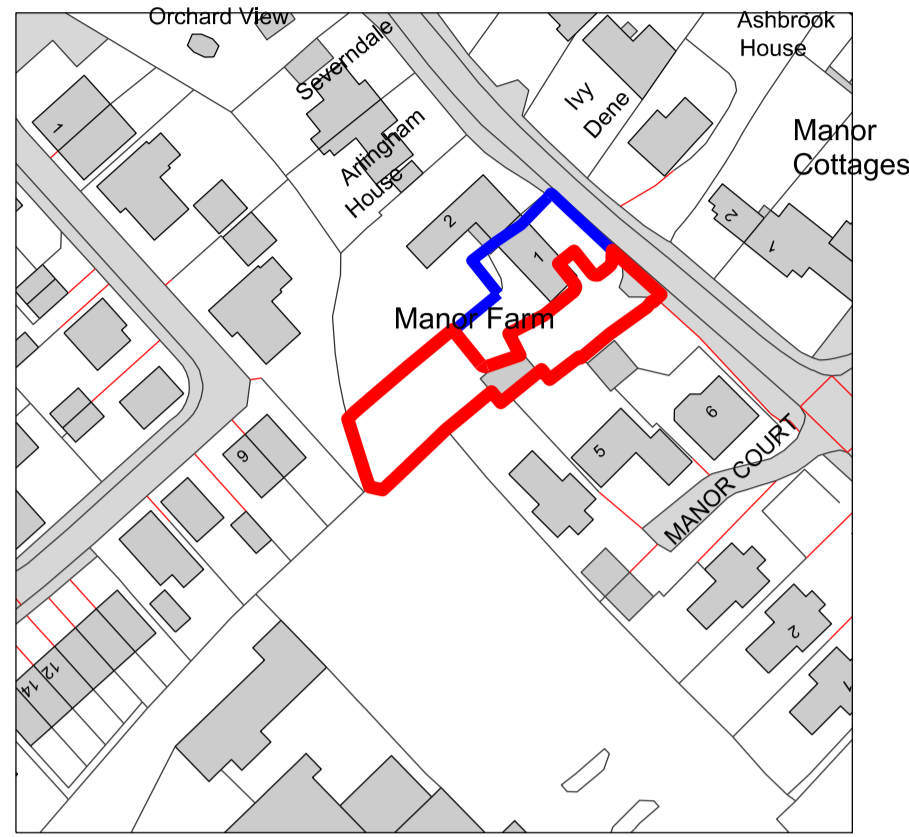 Orchard View
Ashbrook
House
Severndale
Ivy
Dene
1
Manor
Cottages
Arlingham
House
2
1
2
1
Manor Farm
6
5
9
MANOR COURT
2
12
14